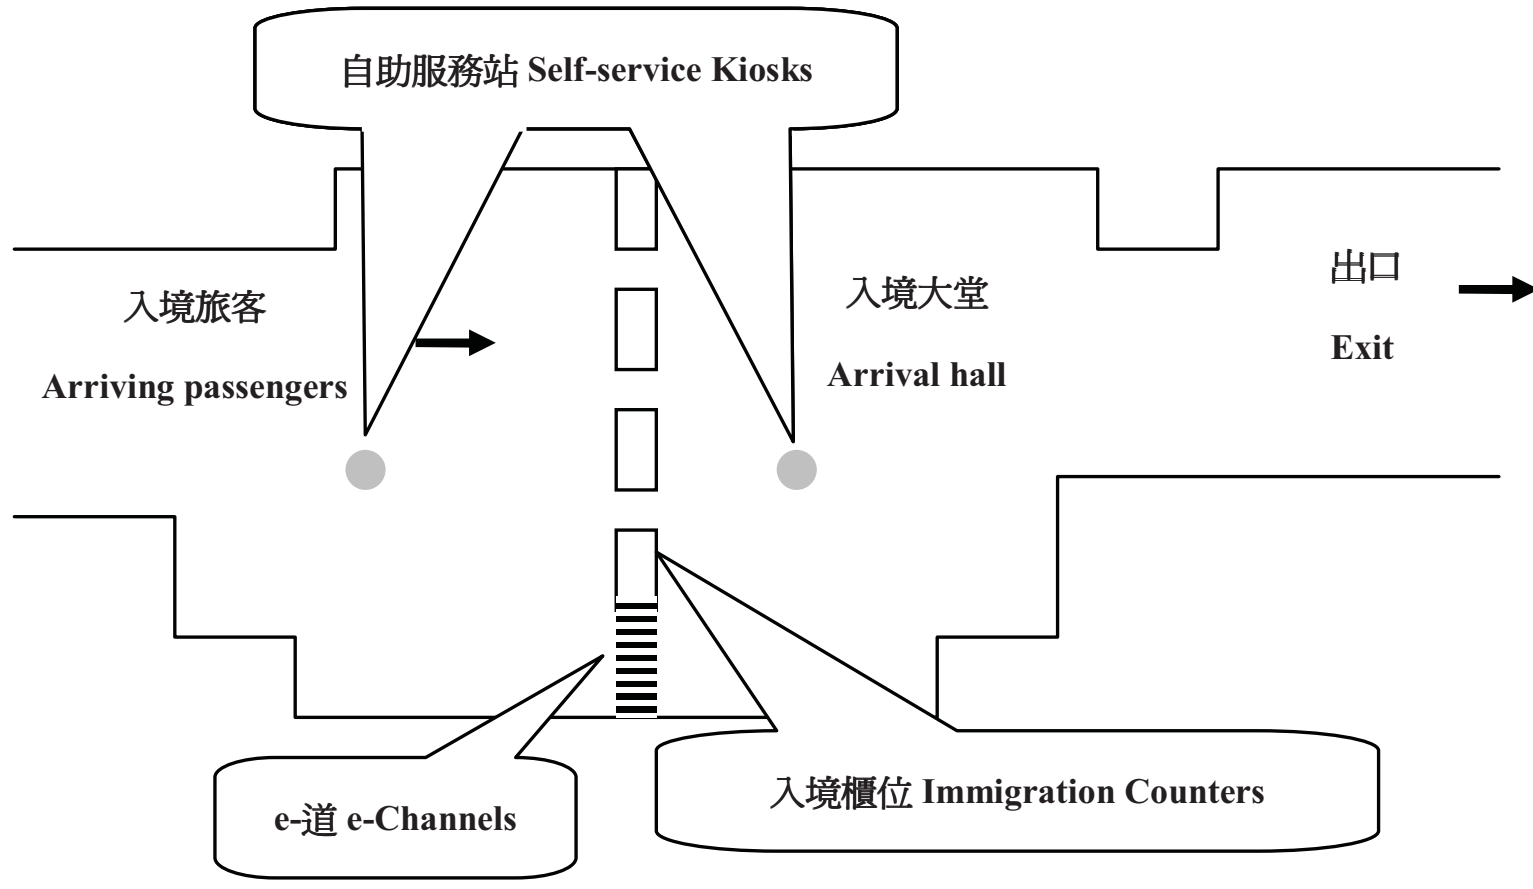 自助服務站 Self-service Kiosks
入境旅客
Arriving passengers
入境大堂
Arrival hall
出口
Exit
e-道 e-Channels
入境櫃位 Immigration Counters